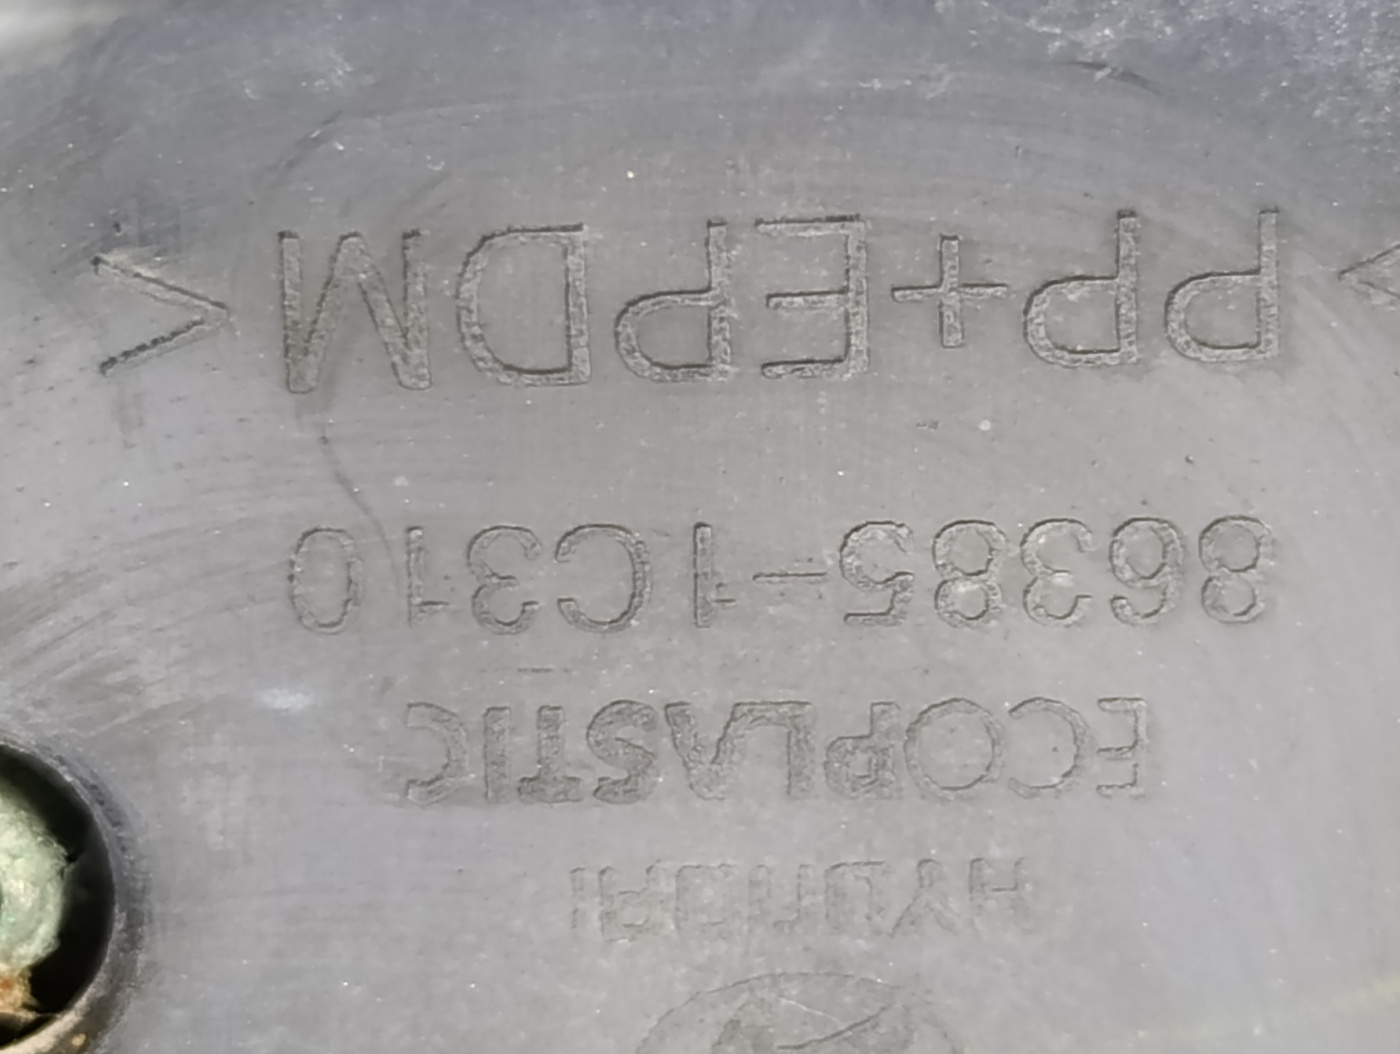 HYUNDAI
ECOPLASTIC
86385-1C310
>PP+EPDM<